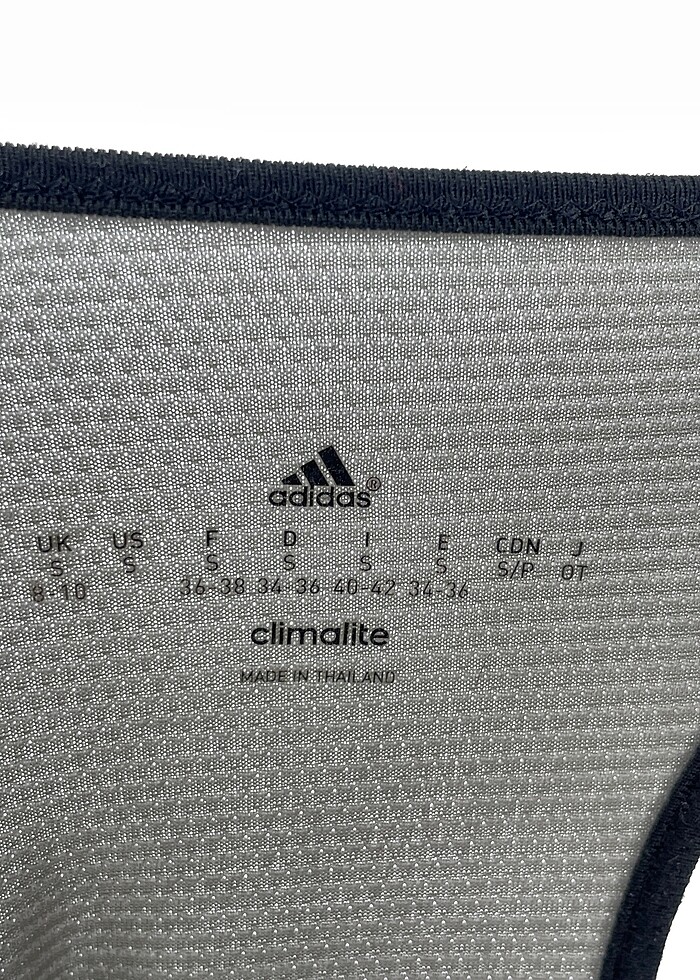 adidas®
UK US F D I E CDN J
S S S S S S S/P OT
8-10 36-38 34 36 40-42 34-36
climalite
MADE IN THAILAND